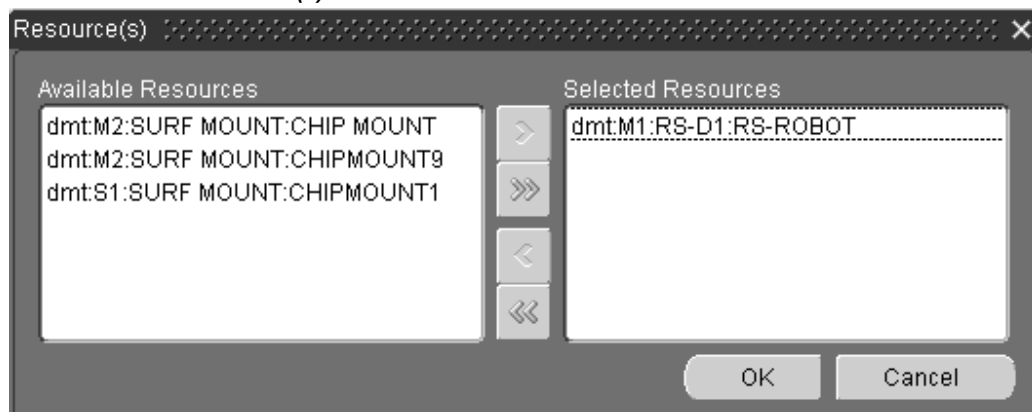 Resource(s)
Available Resources
dmt:M2:SURF MOUNT:CHIP MOUNT
dmt:M2:SURF MOUNT:CHIPMOUNT9
dmt:S1:SURF MOUNT:CHIPMOUNT1
Selected Resources
dmt:M1:RS-D1:RS-ROBOT
OK Cancel